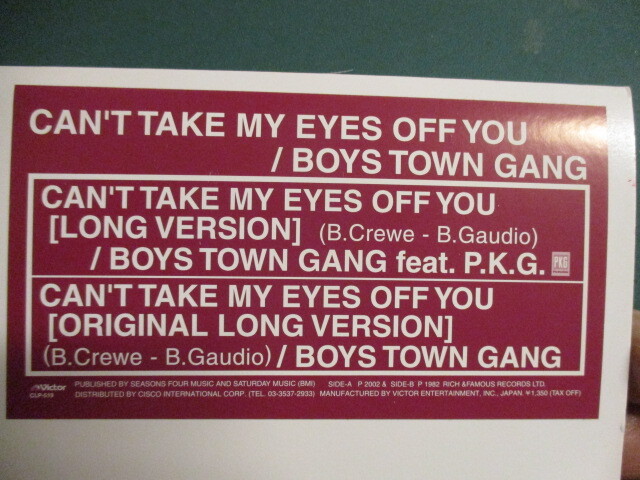 CAN'T TAKE MY EYES OFF YOU
/ BOYS TOWN GANG
CAN'T TAKE MY EYES OFF YOU
[LONG VERSION] (B.Crewe - B.Gaudio)
/ BOYS TOWN GANG feat. P.K.G. PKG
CAN'T TAKE MY EYES OFF YOU
[ORIGINAL LONG VERSION]
(B.Crewe - B.Gaudio) / BOYS TOWN GANG
Victor PUBLISHED BY SEASONS FOUR MUSIC AND SATURDAY MUSIC (BMI) SIDE-A P 2002 & SIDE-B P 1982 RICH &FAMOUS RECORDS LTD.
DISTRIBUTED BY CISCO INTERNATIONAL CORP. (TEL. 03-3537-2933) MANUFACTURED BY VICTOR ENTERTAINMENT, INC., JAPAN ¥1,350 (TAX OFF)